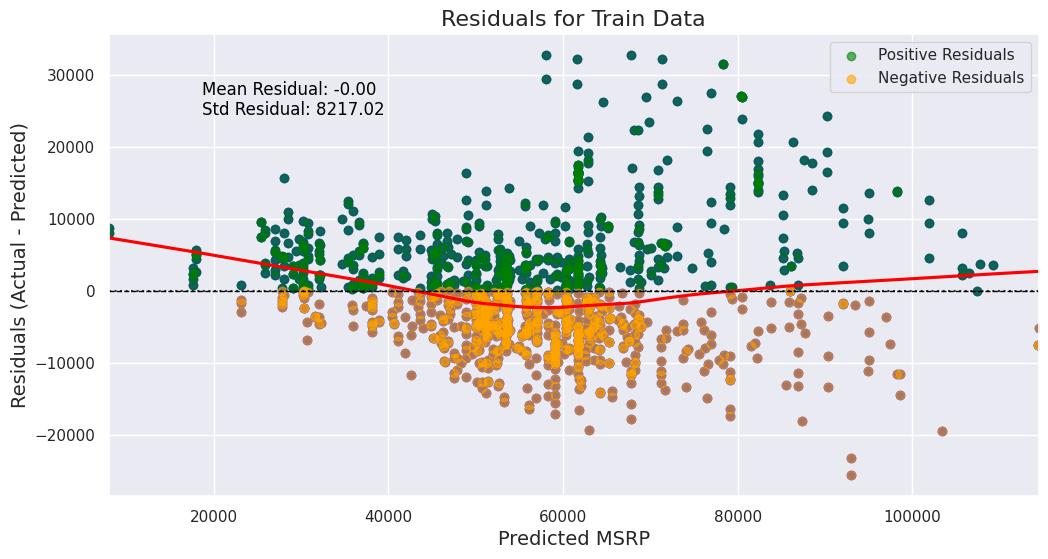 Residuals for Train Data
Positive Residuals
Negative Residuals
Mean Residual: -0.00
Std Residual: 8217.02
Residuals (Actual - Predicted)
30000
20000
10000
0
−10000
−20000
20000 40000 60000 80000 100000
Predicted MSRP